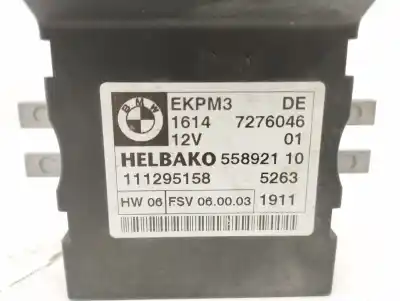 BMW
EKPM3 DE
1614 7276046
12V 01
HELBAKO 558921 10
111295158 5263
HW 06 FSV 06.00.03 1911